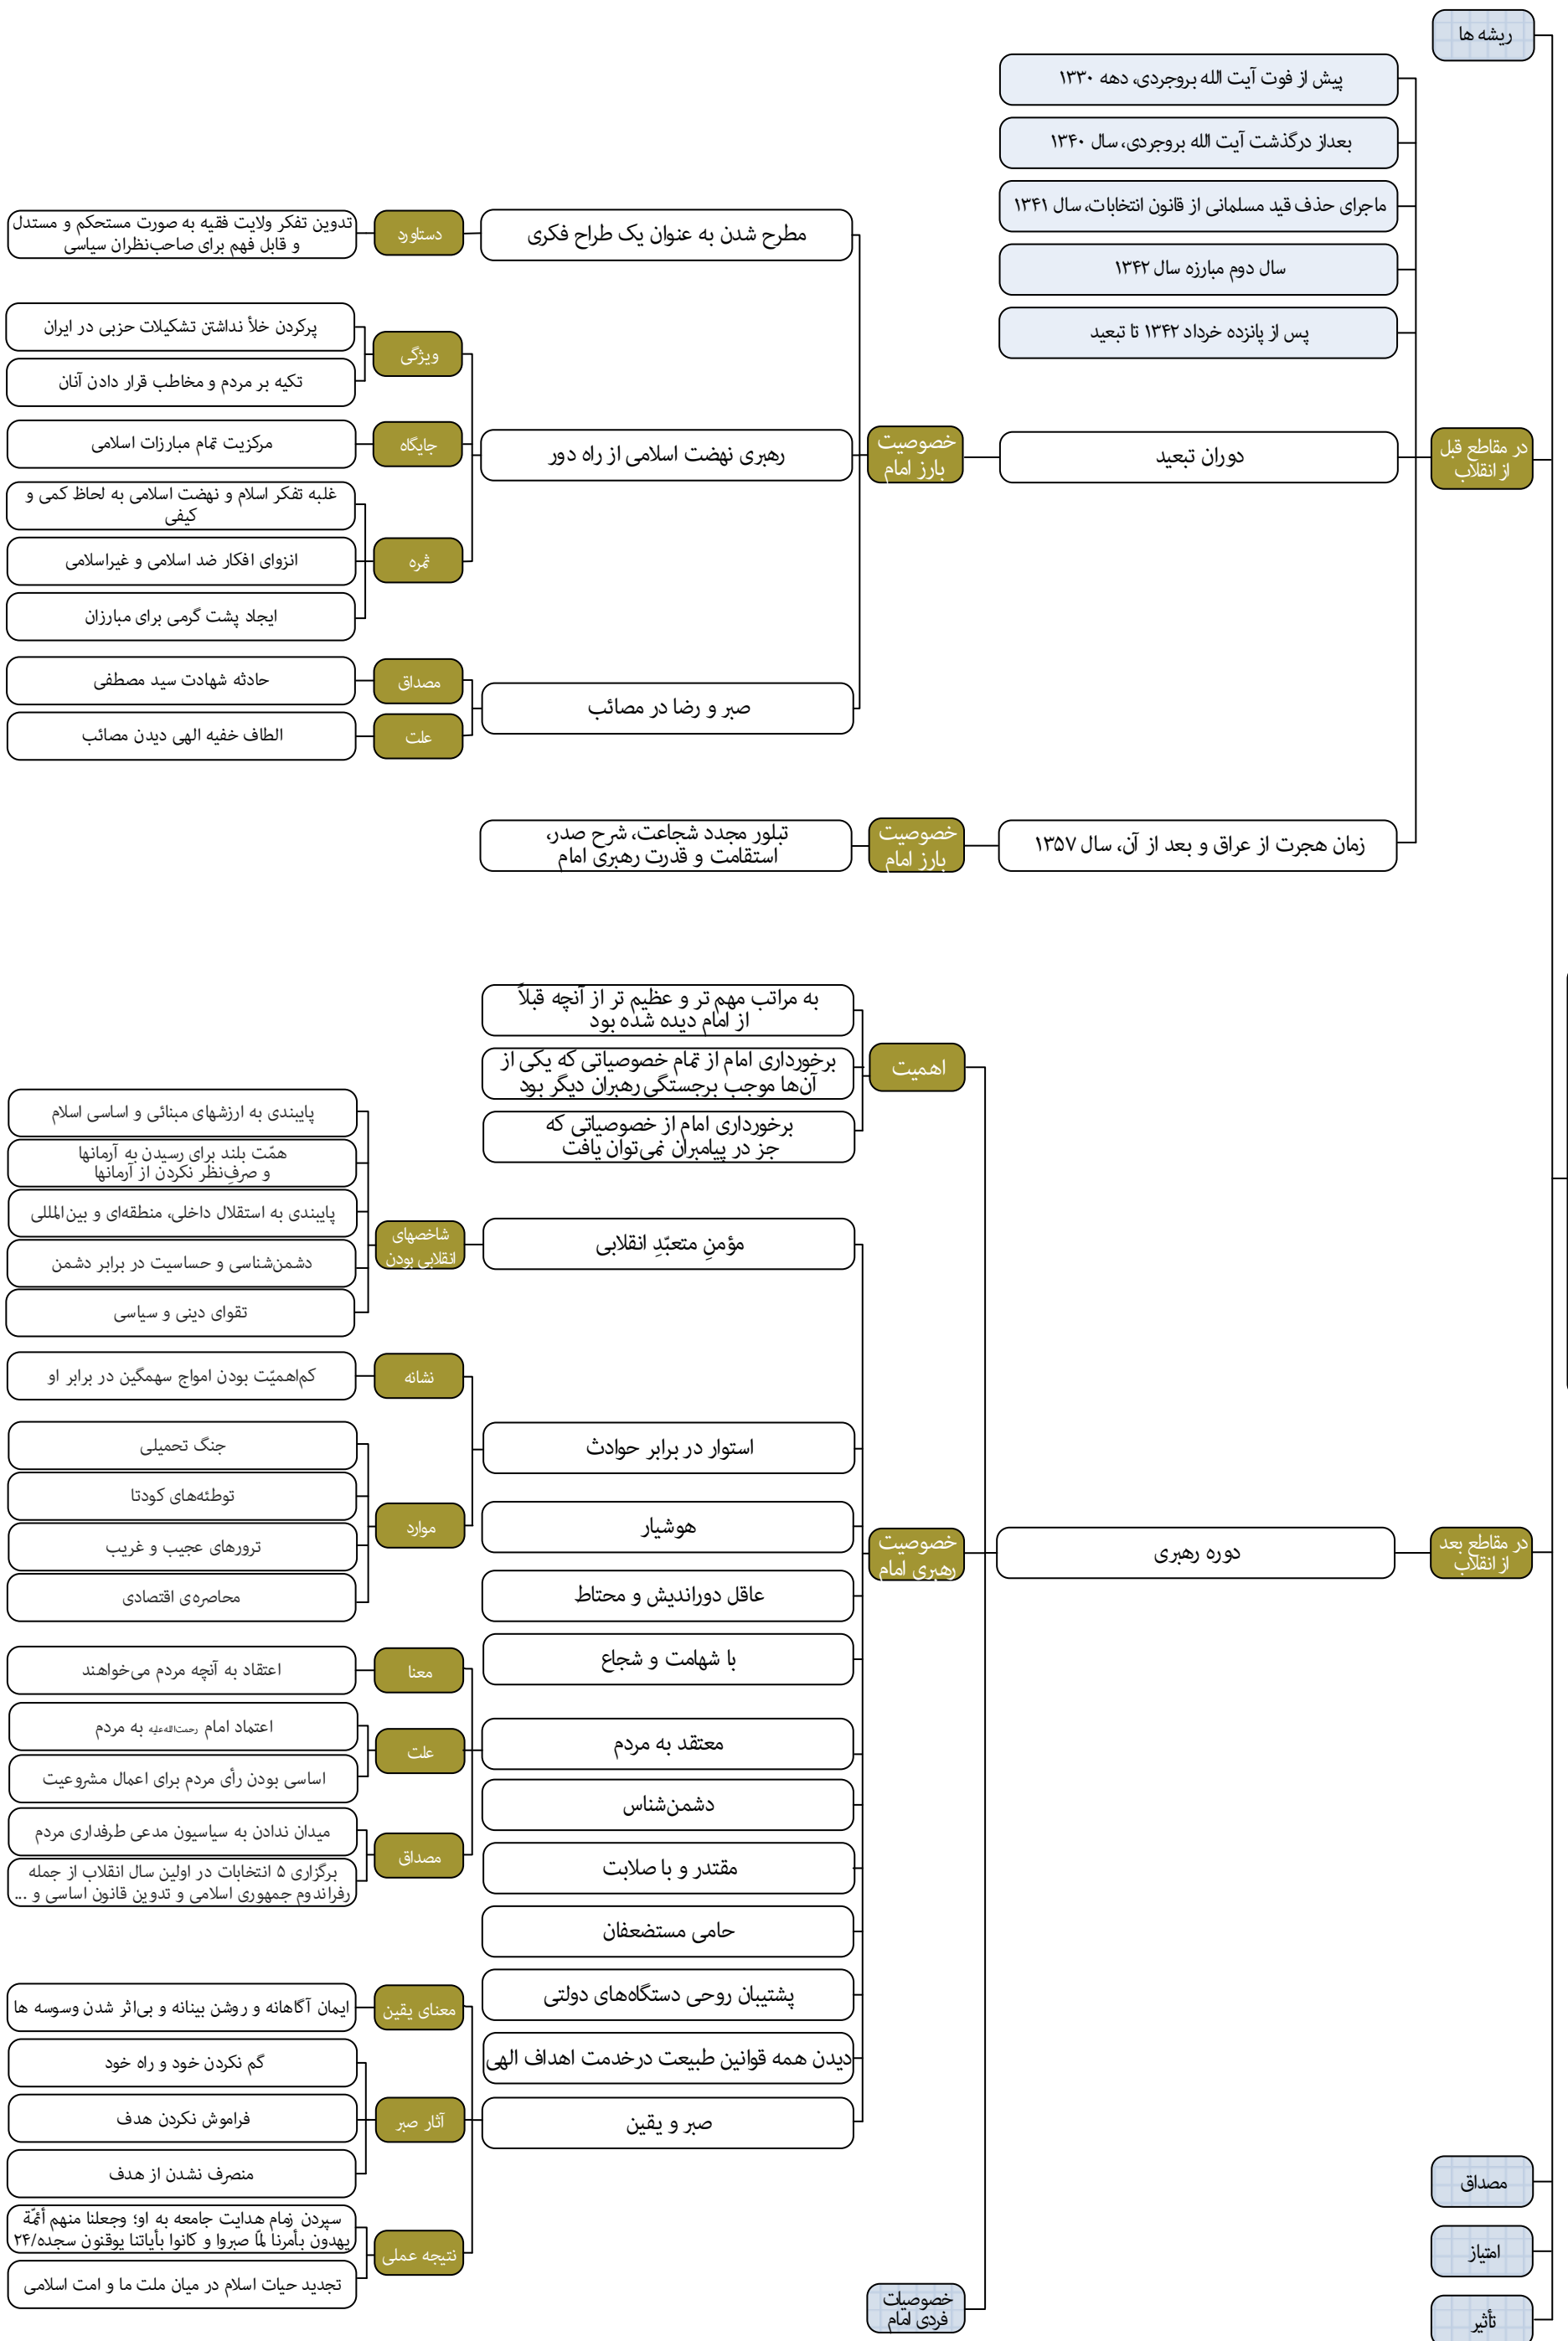 ریشه ها
در مقاطع قبل
از انقلاب
پیش از فوت آیت الله بروجردی، دهه ۱۳۳۰
بعداز درگذشت آیت الله بروجردی، سال ۱۳۴۰
ماجرای حذف قید مسلمانی از قانون انتخابات، سال ۱۳۴۱
سال دوم مبارزه سال ۱۳۴۲
پس از پانزده خرداد ۱۳۴۲ تا تبعید
دوران تبعید
خصوصیت
بارز امام
مطرح شدن به عنوان یک طراح فکری
دستاورد
تدوین تفکر ولایت فقیه به صورت مستحکم و مستدل
و قابل فهم برای صاحب‌نظران سیاسی
رهبری نهضت اسلامی از راه دور
ویژگی
پرکردن خلأ نداشتن تشکیلات حزبی در ایران
تکیه بر مردم و مخاطب قرار دادن آنان
جایگاه
مرکزیت تمام مبارزات اسلامی
ثمره
غلبه تفکر اسلام و نهضت اسلامی به لحاظ کمی و
کیفی
انزوای افکار ضد اسلامی و غیراسلامی
ایجاد پشت گرمی برای مبارزان
صبر و رضا در مصائب
مصداق
حادثه شهادت سید مصطفی
علت
الطاف خفیه الهی دیدن مصائب
زمان هجرت از عراق و بعد از آن، سال ۱۳۵۷
خصوصیت
بارز امام
تبلور مجدد شجاعت، شرح صدر،
استقامت و قدرت رهبری امام
در مقاطع بعد
از انقلاب
دوره رهبری
اهمیت
به مراتب مهم تر و عظیم تر از آنچه قبلاً
از امام دیده شده بود
برخورداری امام از تمام خصوصیاتی که یکی از
آن‌ها موجب برجستگی رهبران دیگر بود
برخورداری امام از خصوصیاتی که
جز در پیامبران نمی‌توان یافت
خصوصیت
رهبری امام
مؤمنِ متعبّدِ انقلابی
شاخصهای
انقلابی بودن
پایبندی به ارزشهای مبنائی و اساسی اسلام
همّت بلند برای رسیدن به آرمانها
و صرفِ‌نظر نکردن از آرمانها
پایبندی به استقلال داخلی، منطقه‌ای و بین‌المللی
دشمن‌شناسی و حساسیت در برابر دشمن
تقوای دینی و سیاسی
استوار در برابر حوادث
نشانه
کم‌اهمیّت بودن امواج سهمگین در برابر او
موارد
جنگ تحمیلی
توطئه‌های کودتا
ترورهای عجیب و غریب
محاصره‌ی اقتصادی
هوشیار
عاقل دوراندیش و محتاط
با شهامت و شجاع
معتقد به مردم
معنا
اعتقاد به آنچه مردم می‌خواهند
علت
اعتماد امام رحمت‌الله‌علیه به مردم
اساسی بودن رأی مردم برای اعمال مشروعیت
مصداق
میدان ندادن به سیاسیون مدعی طرفداری مردم
برگزاری ۵ انتخابات در اولین سال انقلاب از جمله
رفراندوم جمهوری اسلامی و تدوین قانون اساسی و ...
دشمن‌شناس
مقتدر و با صلابت
حامی مستضعفان
پشتیبان روحی دستگاه‌های دولتی
دیدن همه قوانین طبیعت درخدمت اهداف الهی
صبر و یقین
معنای یقین
ایمان آگاهانه و روشن بینانه و بی‌اثر شدن وسوسه ها
آثار صبر
گم نکردن خود و راه خود
فراموش نکردن هدف
منصرف نشدن از هدف
نتیجه عملی
سپردن زمام هدایت جامعه به او؛ وجعلنا منهم أئمّة
یهدون بأمرنا لمّا صبروا و کانوا بأیاتنا یوقنون سجده/۲۴
تجدید حیات اسلام در میان ملت ما و امت اسلامی
خصوصیات
فردی امام
مصداق
امتیاز
تأثیر